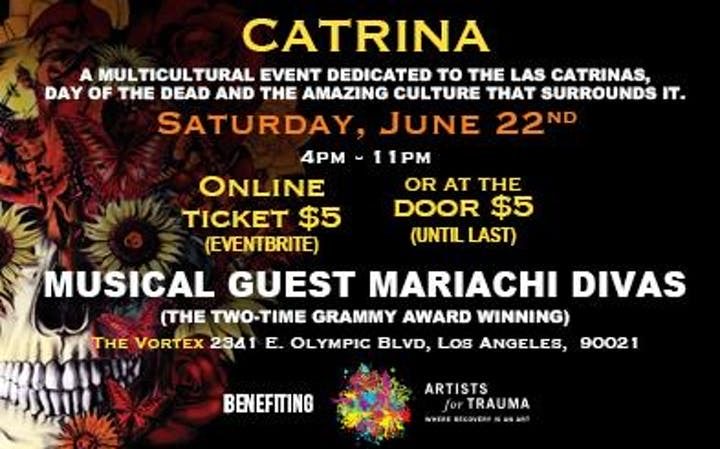 CATRINA
A MULTICULTURAL EVENT DEDICATED TO THE LAS CATRINAS,
DAY OF THE DEAD AND THE AMAZING CULTURE THAT SURROUNDS IT.
SATURDAY, JUNE 22ND
4PM - 11PM
ONLINE
TICKET $5
(EVENTBRITE)
OR AT THE
DOOR $5
(UNTIL LAST)
MUSICAL GUEST MARIACHI DIVAS
(THE TWO-TIME GRAMMY AWARD WINNING)
THE VORTEX 2341 E. OLYMPIC BLVD, LOS ANGELES, 90021
BENEFITING
ARTISTS
for TRAUMA
WHERE RECOVERY IS AN ART